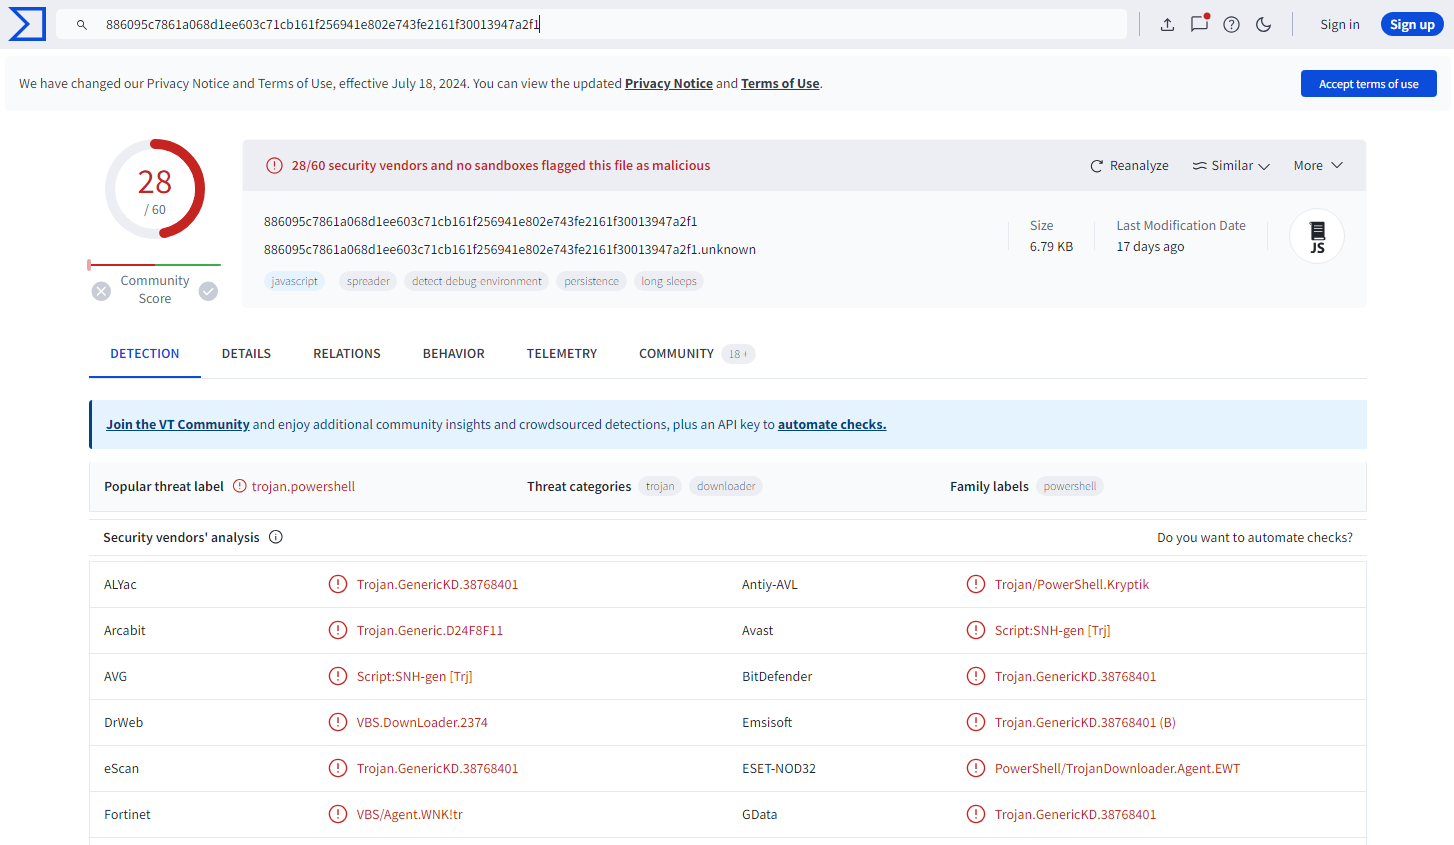 886095c7861a068d1ee603c71cb161f256941e802e743fe2161f30013947a2f1
Sign in
Sign up
We have changed our Privacy Notice and Terms of Use, effective July 18, 2024. You can view the updated Privacy Notice and Terms of Use.
Accept terms of use
28
/ 60
Community
Score
28/60 security vendors and no sandboxes flagged this file as malicious
Reanalyze
Similar
More
886095c7861a068d1ee603c71cb161f256941e802e743fe2161f30013947a2f1
886095c7861a068d1ee603c71cb161f256941e802e743fe2161f30013947a2f1.unknown
javascript
spreader
detect-debug-environment
persistence
long-sleeps
Size
6.79 KB
Last Modification Date
17 days ago
JS
DETECTION
DETAILS
RELATIONS
BEHAVIOR
TELEMETRY
COMMUNITY
18 +
Join the VT Community and enjoy additional community insights and crowdsourced detections, plus an API key to automate checks.
Popular threat label
trojan.powershell
Threat categories
trojan
downloader
Family labels
powershell
Security vendors' analysis
Do you want to automate checks?
ALYac
Trojan.GenericKD.38768401
Antiy-AVL
Trojan/PowerShell.Kryptik
Arcabit
Trojan.Generic.D24F8F11
Avast
Script:SNH-gen [Trj]
AVG
Script:SNH-gen [Trj]
BitDefender
Trojan.GenericKD.38768401
DrWeb
VBS.DownLoader.2374
Emsisoft
Trojan.GenericKD.38768401 (B)
eScan
Trojan.GenericKD.38768401
ESET-NOD32
PowerShell/TrojanDownloader.Agent.EWT
Fortinet
VBS/Agent.WNK!tr
GData
Trojan.GenericKD.38768401